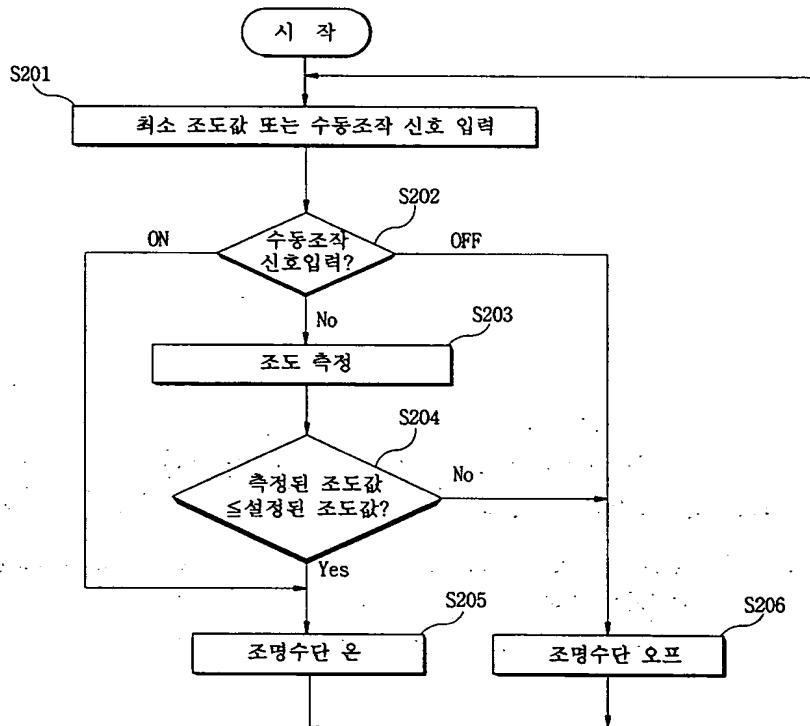 시 작
S201
최소 조도값 또는 수동조작 신호 입력
S202
ON
수동조작
신호입력?
OFF
No
S203
조도 측정
S204
측정된 조도값
≦설정된 조도값?
No
Yes
S205
조명수단 온
S206
조명수단 오프